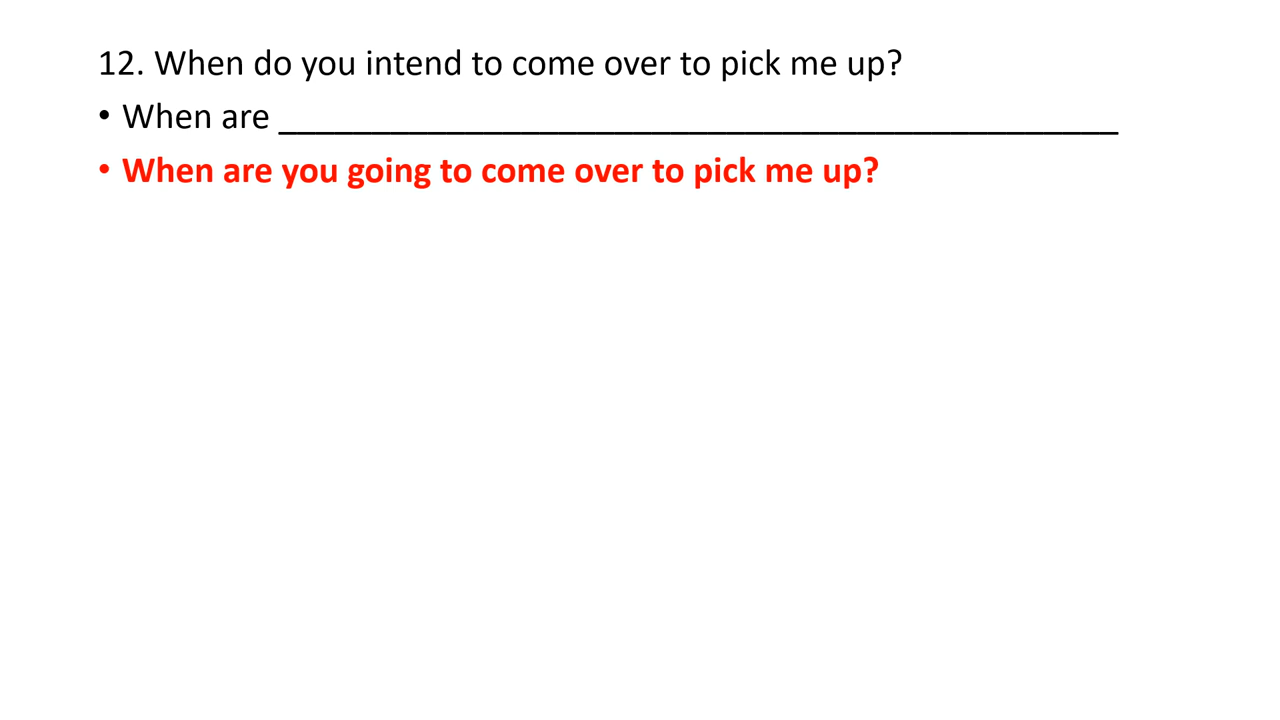 12. When do you intend to come over to pick me up?
• When are _____________________________________________
• When are you going to come over to pick me up?